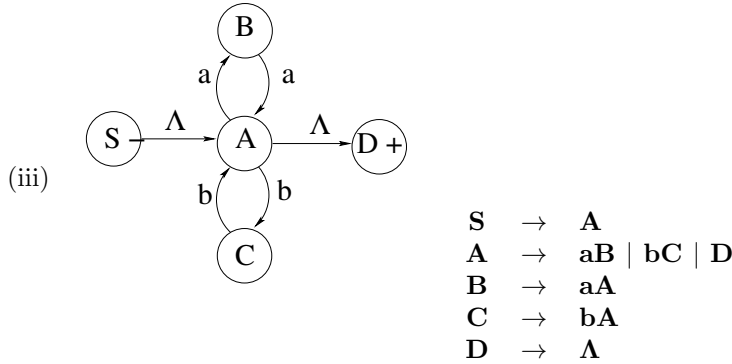 B
a a
Λ Λ
S − A D +
(iii)
b b
C
S → A
A → aB | bC | D
B → aA
C → bA
D → Λ